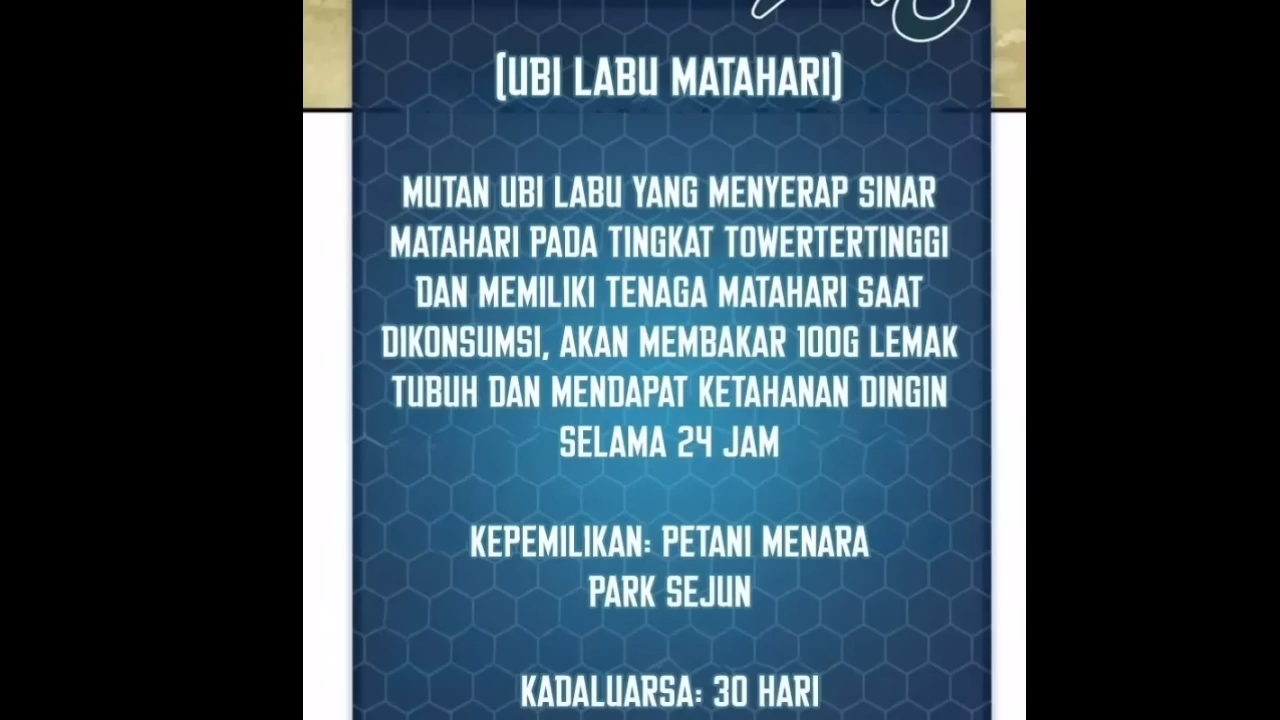 [UBI LABU MATAHARI]
MUTAN UBI LABU YANG MENYERAP SINAR
MATAHARI PADA TINGKAT TOWERTERTINGGI
DAN MEMILIKI TENAGA MATAHARI SAAT
DIKONSUMSI, AKAN MEMBAKAR 100G LEMAK
TUBUH DAN MENDAPAT KETAHANAN DINGIN
SELAMA 24 JAM
KEPEMILIKAN: PETANI MENARA
PARK SEJUN
KADALUARSA: 30 HARI